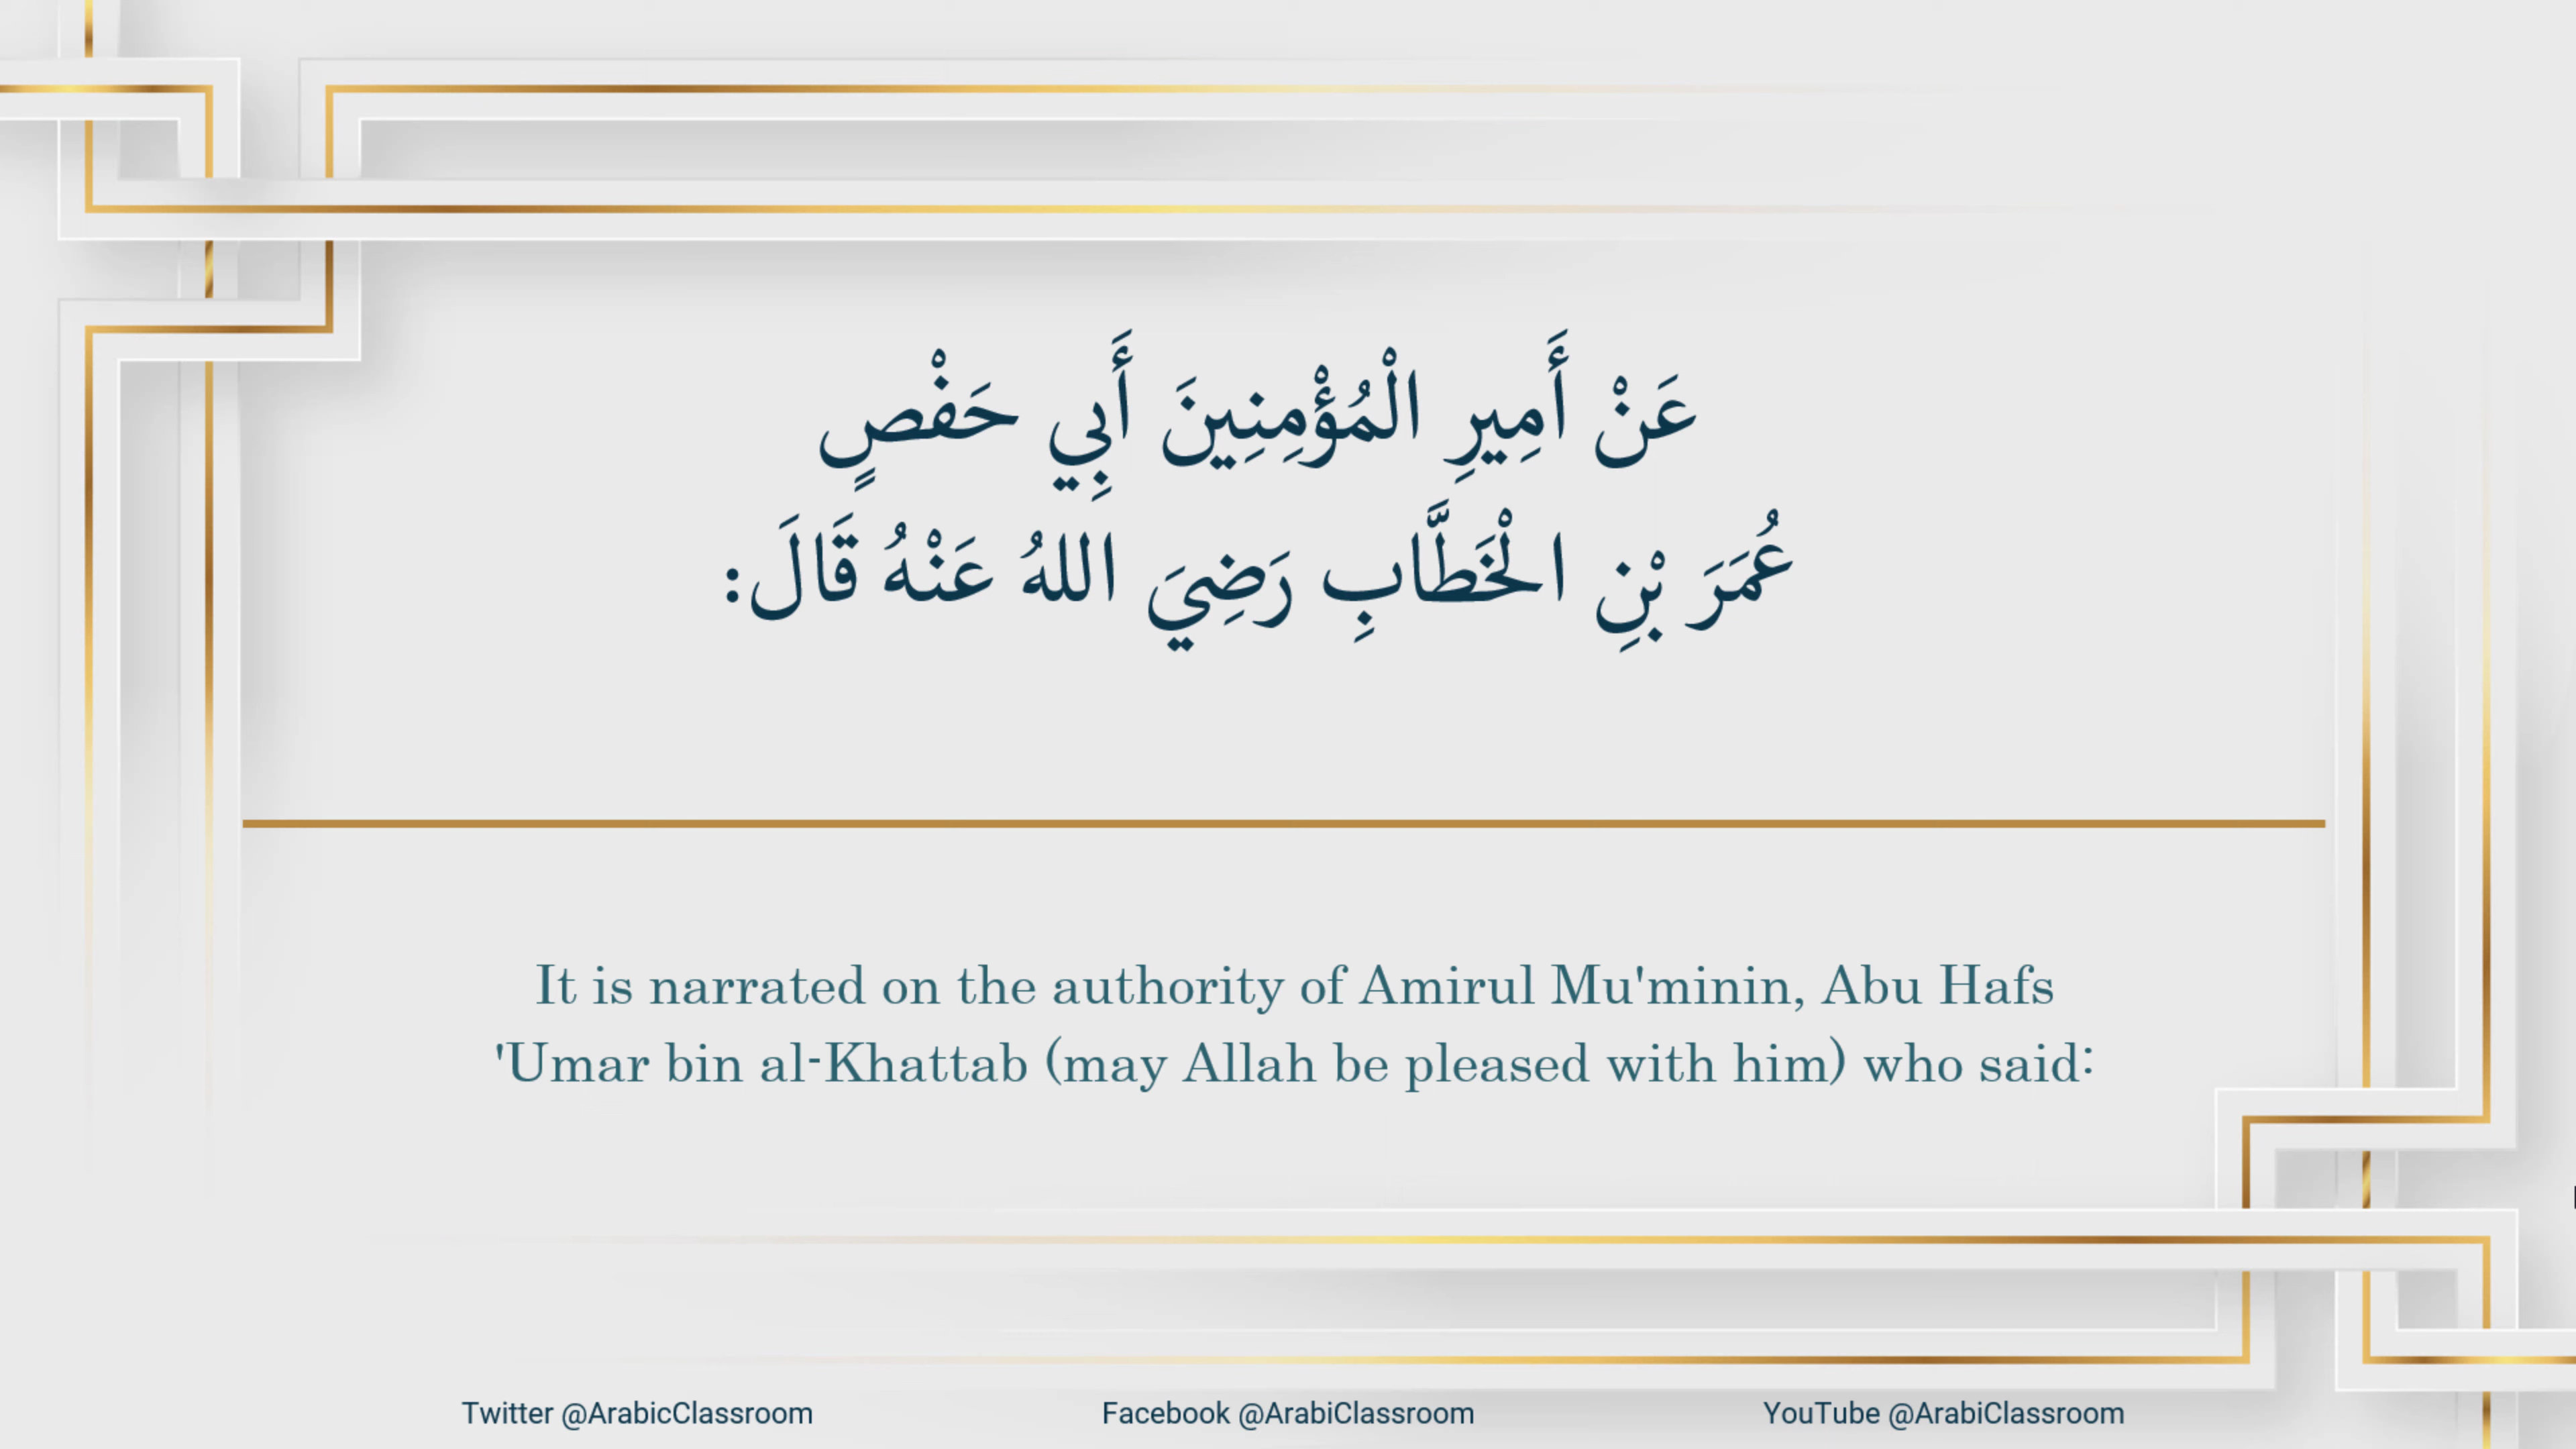 عَنْ أَمِيرِ الْمُؤْمِنِينَ أَبِي حَفْصٍ
عُمَرَ بْنِ الْخَطَّابِ رَضِيَ اللهُ عَنْهُ قَالَ:
It is narrated on the authority of Amirul Mu'minin, Abu Hafs
'Umar bin al-Khattab (may Allah be pleased with him) who said:
Twitter @ArabicClassroom
Facebook @ArabiClassroom
YouTube @ArabiClassroom